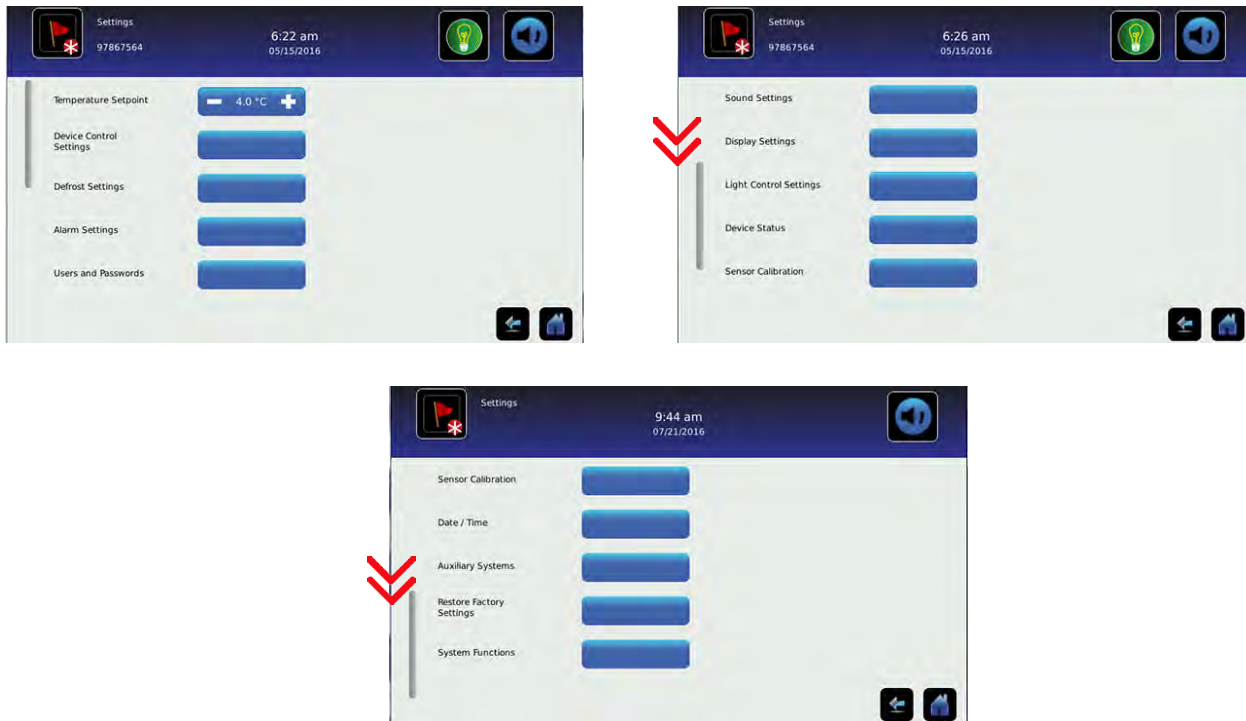 Settings
97867564
6:22 am
05/15/2016
Temperature Setpoint
4.0 °C
Device Control
Settings
Defrost Settings
Alarm Settings
Users and Passwords
Settings
97867564
6:26 am
05/15/2016
Sound Settings
Display Settings
Light Control Settings
Device Status
Sensor Calibration
Settings
9:44 am
07/21/2016
Sensor Calibration
Date / Time
Auxiliary Systems
Restore Factory
Settings
System Functions